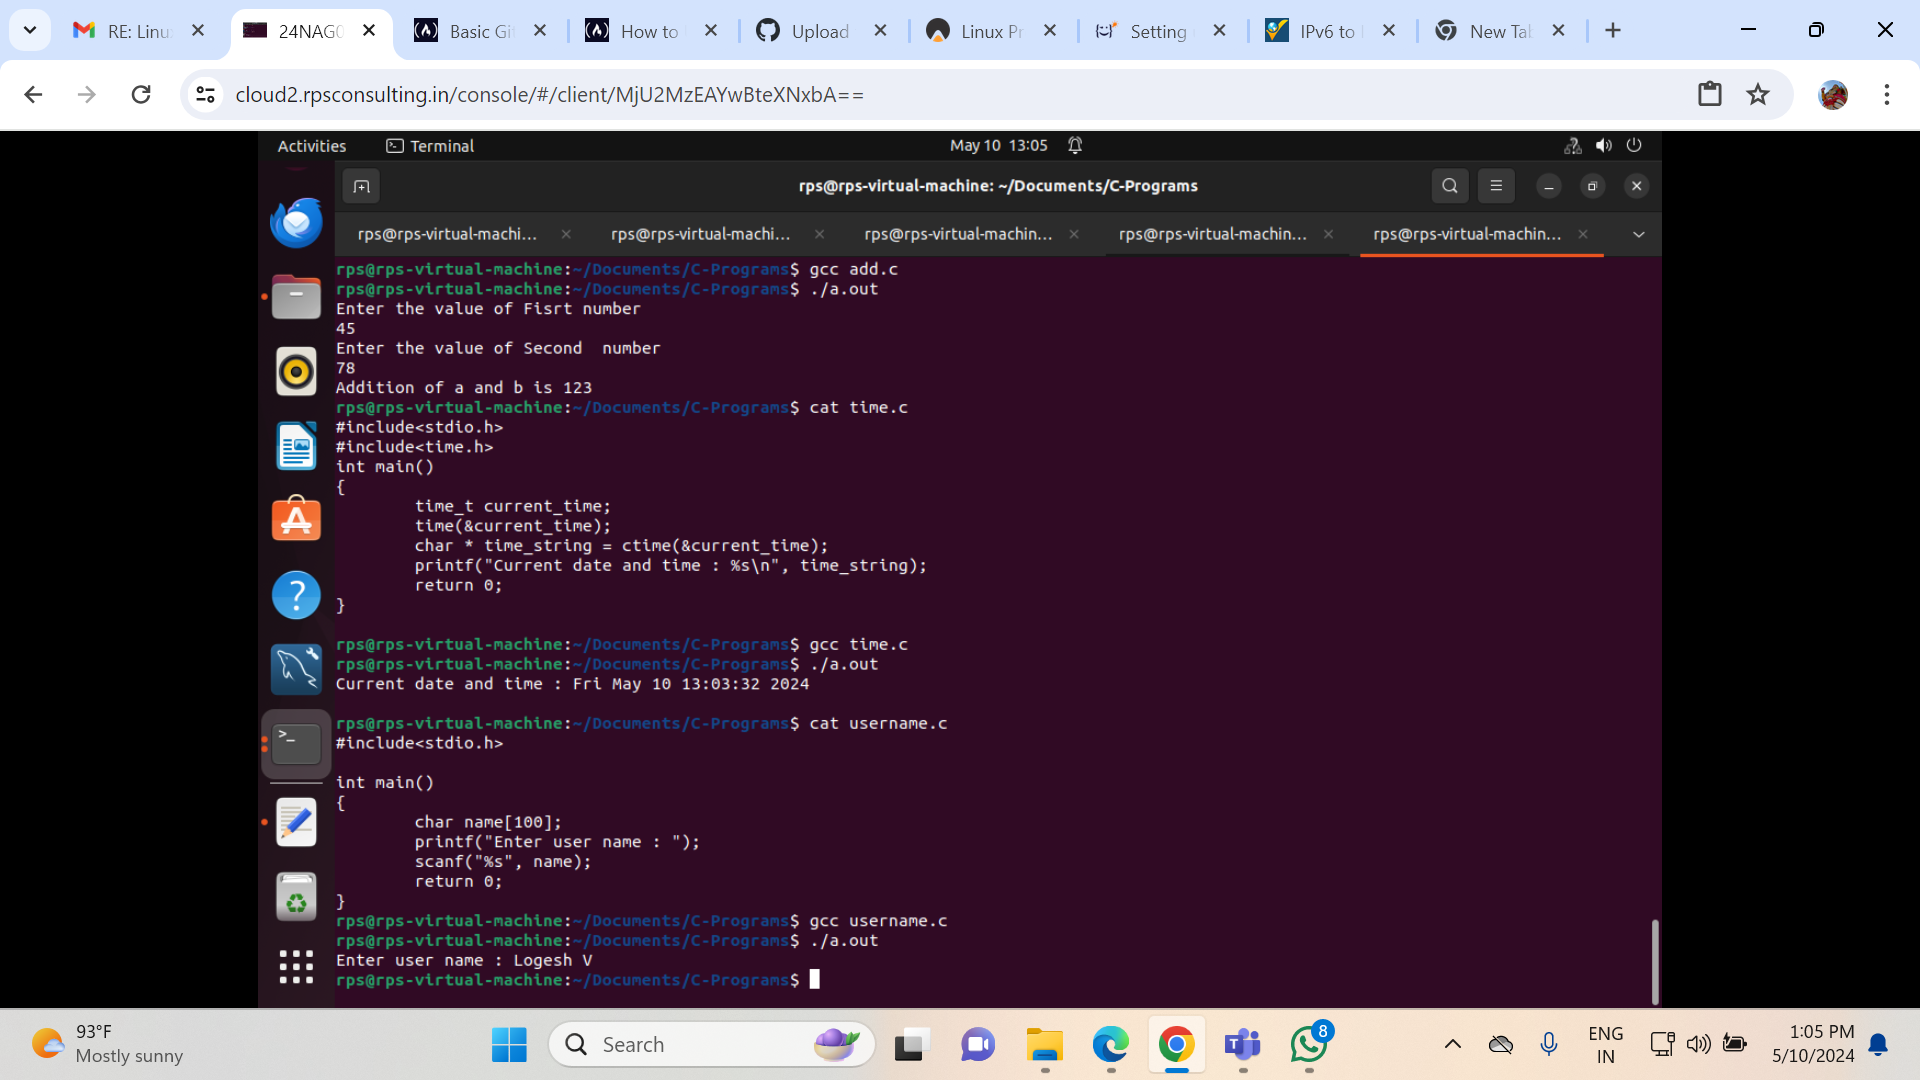 RE: Linu
24NAG0
Basic Gi
How to
Upload
Linux Pr
Setting
IPv6 to
New Tab
cloud2.rpsconsulting.in/console/#/client/MjU2MzEAYwBteXNxbA==
Activities
Terminal
May 10 13:05
rps@rps-virtual-machine: ~/Documents/C-Programs
rps@rps-virtual-machi...
rps@rps-virtual-machi...
rps@rps-virtual-machin...
rps@rps-virtual-machin...
rps@rps-virtual-machin...
rps@rps-virtual-machine:~/Documents/C-Programs$ gcc add.c
rps@rps-virtual-machine:~/Documents/C-Programs$ ./a.out
Enter the value of Fisrt number
45
Enter the value of Second  number
78
Addition of a and b is 123
rps@rps-virtual-machine:~/Documents/C-Programs$ cat time.c
#include<stdio.h>
#include<time.h>
int main()
{
        time_t current_time;
        time(&current_time);
        char * time_string = ctime(&current_time);
        printf("Current date and time : %s\n", time_string);
        return 0;
}
rps@rps-virtual-machine:~/Documents/C-Programs$ gcc time.c
rps@rps-virtual-machine:~/Documents/C-Programs$ ./a.out
Current date and time : Fri May 10 13:03:32 2024
rps@rps-virtual-machine:~/Documents/C-Programs$ cat username.c
#include<stdio.h>
int main()
{
        char name[100];
        printf("Enter user name : ");
        scanf("%s", name);
        return 0;
}
rps@rps-virtual-machine:~/Documents/C-Programs$ gcc username.c
rps@rps-virtual-machine:~/Documents/C-Programs$ ./a.out
Enter user name : Logesh V
rps@rps-virtual-machine:~/Documents/C-Programs$
93°F
Mostly sunny
Search
8
ENG
IN
1:05 PM
5/10/2024